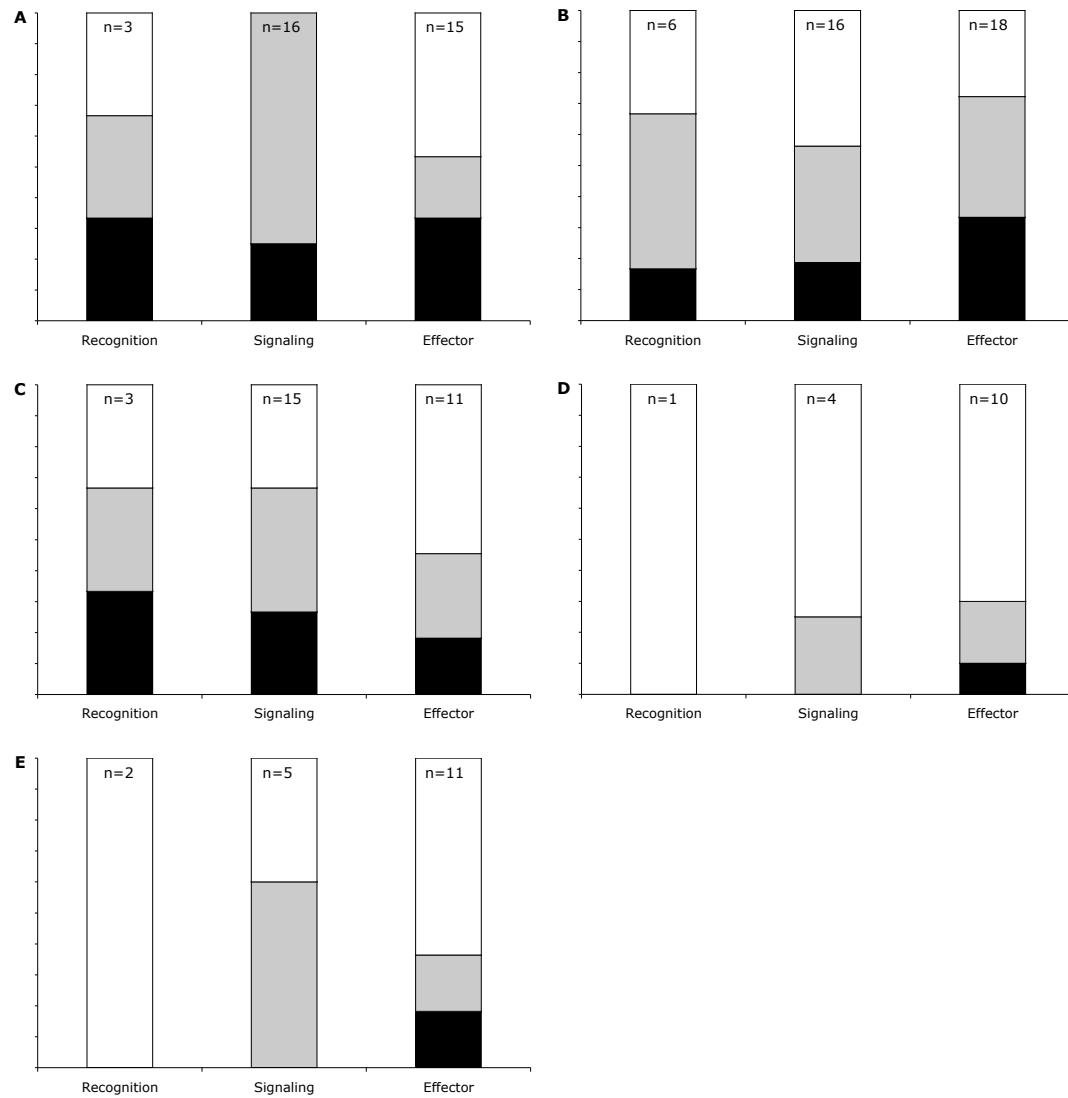 A
n=3 n=16 n=15
Recognition Signaling Effector
B
n=6 n=16 n=18
Recognition Signaling Effector
C
n=3 n=15 n=11
Recognition Signaling Effector
D
n=1 n=4 n=10
Recognition Signaling Effector
E
n=2 n=5 n=11
Recognition Signaling Effector